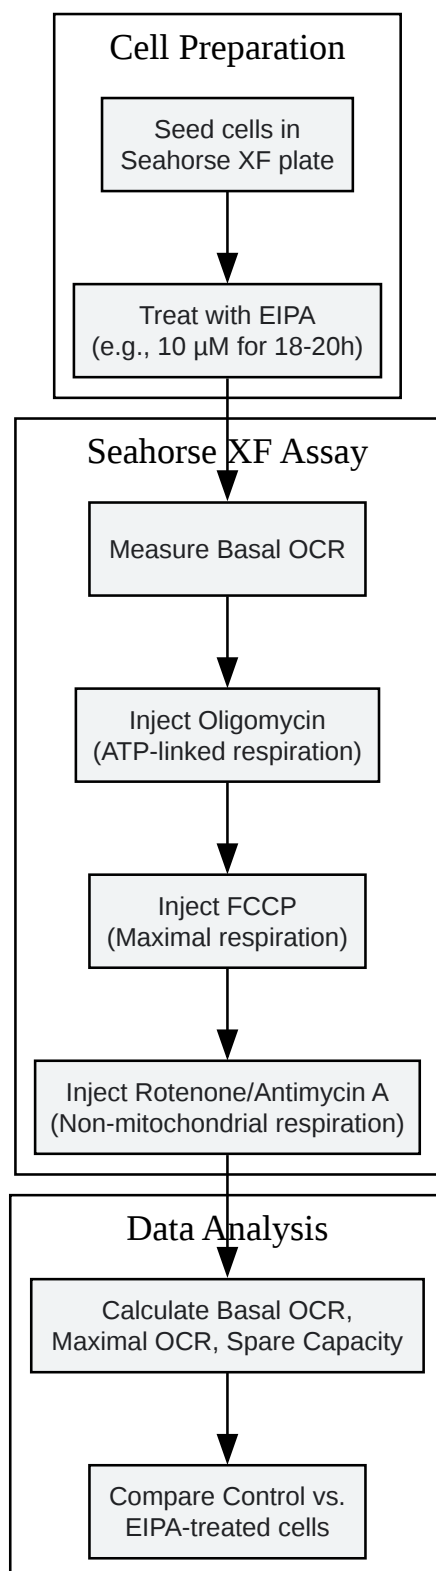 Cell Preparation
Seed cells in
Seahorse XF plate
Treat with EIPA
(e.g., 10 µM for 18-20h)
Seahorse XF Assay
Measure Basal OCR
Inject Oligomycin
(ATP-linked respiration)
Inject FCCP
(Maximal respiration)
Inject Rotenone/Antimycin A
(Non-mitochondrial respiration)
Data Analysis
Calculate Basal OCR,
Maximal OCR, Spare Capacity
Compare Control vs.
EIPA-treated cells